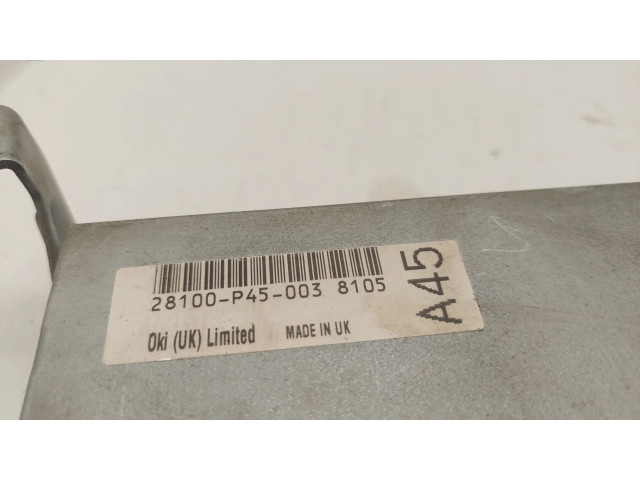 28100-P45-003 8105
Oki (UK) Limited MADE IN UK
A45